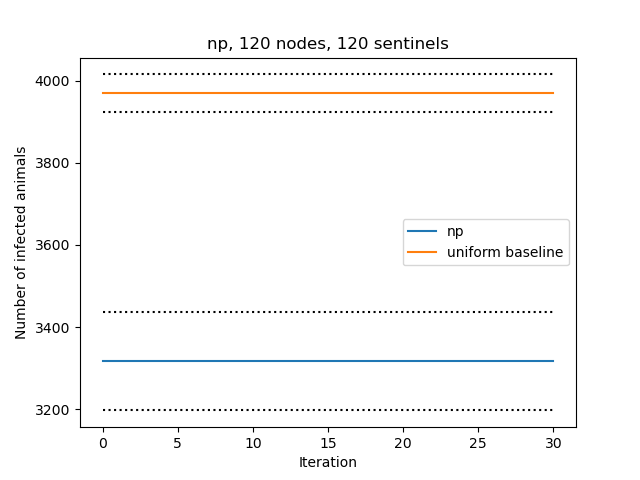 np, 120 nodes, 120 sentinels
Number of infected animals
4000
3800
3600
3400
3200
np
uniform baseline
0 5 10 15 20 25 30
Iteration